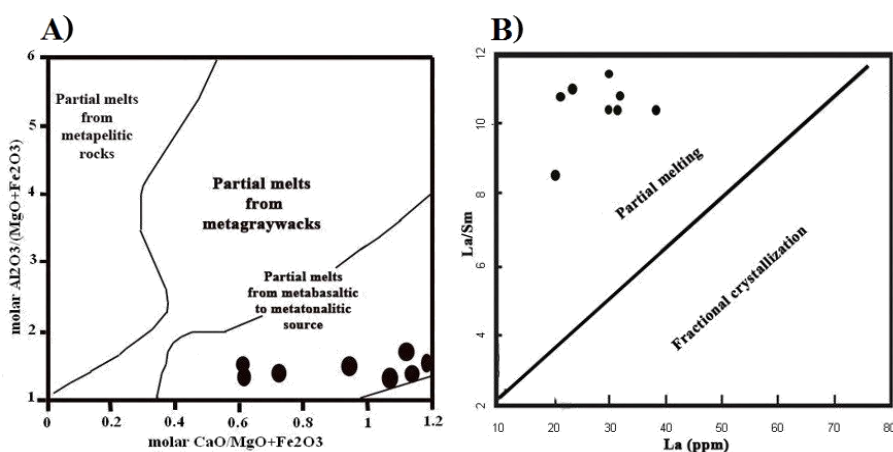 A)
6
5
4
3
2
1
0
0.2
0.4
0.6
0.8
1
1.2
molar Al2O3/(MgO+Fe2O3)
molar CaO/MgO+Fe2O3
Partial melts
from
metapelitic
rocks
Partial melts
from
metagraywacks
Partial melts
from metabasaltic
to metatonalitic
source
B)
12
10
8
6
4
2
10
20
30
40
50
60
70
80
La/Sm
La (ppm)
Partial melting
Fractional crystallization